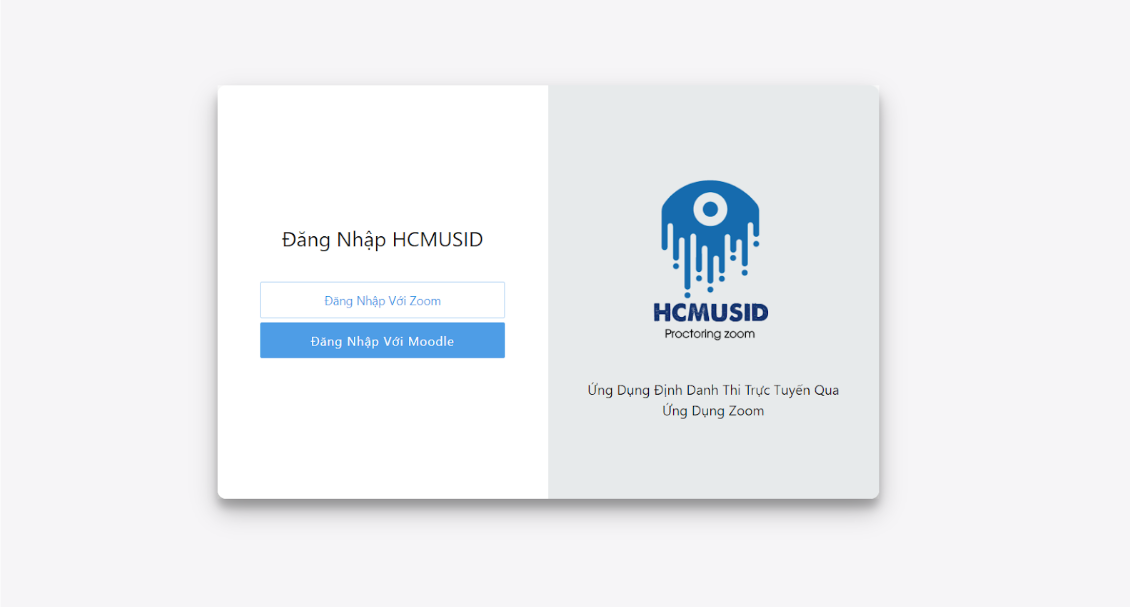 Đăng Nhập HCMUSID
Đăng Nhập Với Zoom
Đăng Nhập Với Moodle
HCMUSID
Proctoring zoom
Ứng Dụng Định Danh Thi Trực Tuyến Qua
Ứng Dụng Zoom